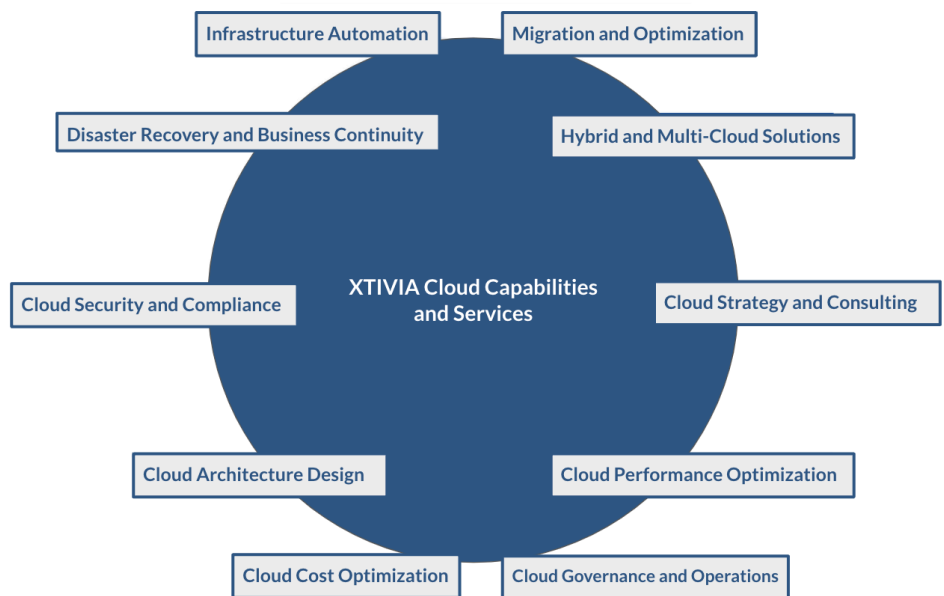 Infrastructure Automation
Migration and Optimization
Disaster Recovery and Business Continuity
Hybrid and Multi-Cloud Solutions
XTIVIA Cloud Capabilities
and Services
Cloud Security and Compliance
Cloud Strategy and Consulting
Cloud Architecture Design
Cloud Performance Optimization
Cloud Cost Optimization
Cloud Governance and Operations